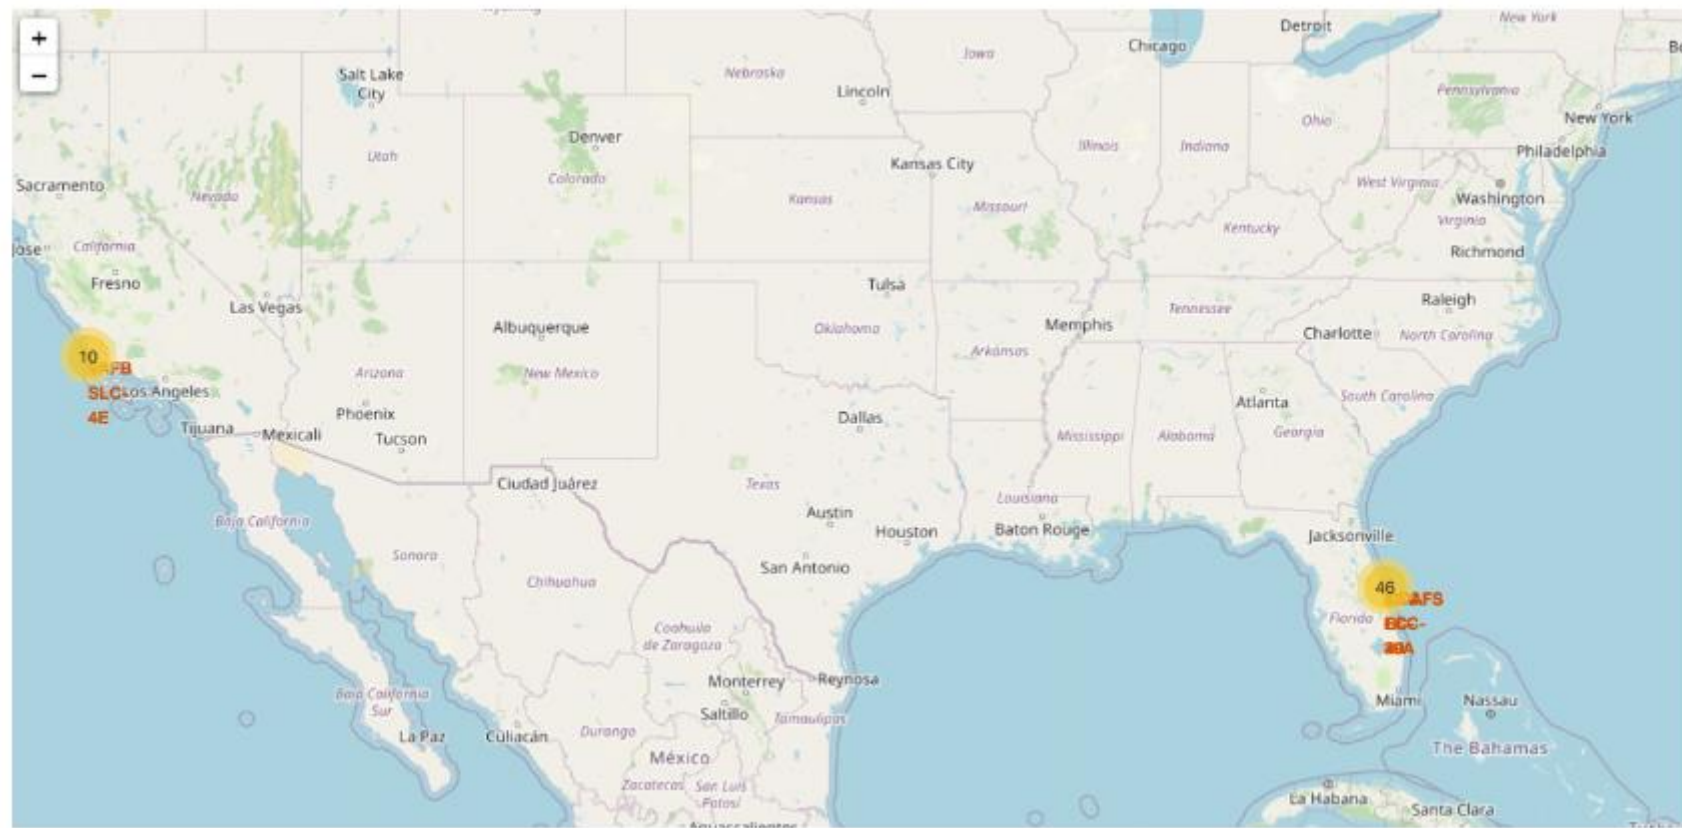 +
−
Wyoming
New York
Detroit
Chicago
Iowa
Salt Lake
City
Nebraska
Lincoln
Pennsylvania
New York
Ohio
Denver
Utah
Illinois
Indiana
Philadelphia
Kansas City
Colorado
Sacramento
Nevada
West Virginia
Washington
Kansas
Missouri
Virginia
Kentucky
Jose
California
Richmond
Fresno
Tulsa
Las Vegas
Raleigh
Tennessee
Albuquerque
Oklahoma
Memphis
Charlotte
North Carolina
10
Arkansas
AFB
Arizona
New Mexico
SLC-
Los Angeles
4E
South Carolina
Atlanta
Phoenix
Dallas
Tijuana
Mexicali
Tucson
Mississippi
Alabama
Georgia
Ciudad Juárez
Texas
Louisiana
Austin
Baja California
Houston
Baton Rouge
Jacksonville
Sonora
San Antonio
Chihuahua
46
AFS
Florida
Coahuila
de Zaragoza
Monterrey
Reynosa
Baja California
Sur
Saltillo
Tamaulipas
Miami
Nassau
La Paz
Culiacán
Durango
The Bahamas
México
Zacatecas
San Luis
Potosí
La Habana
Santa Clara
Aguascalientes